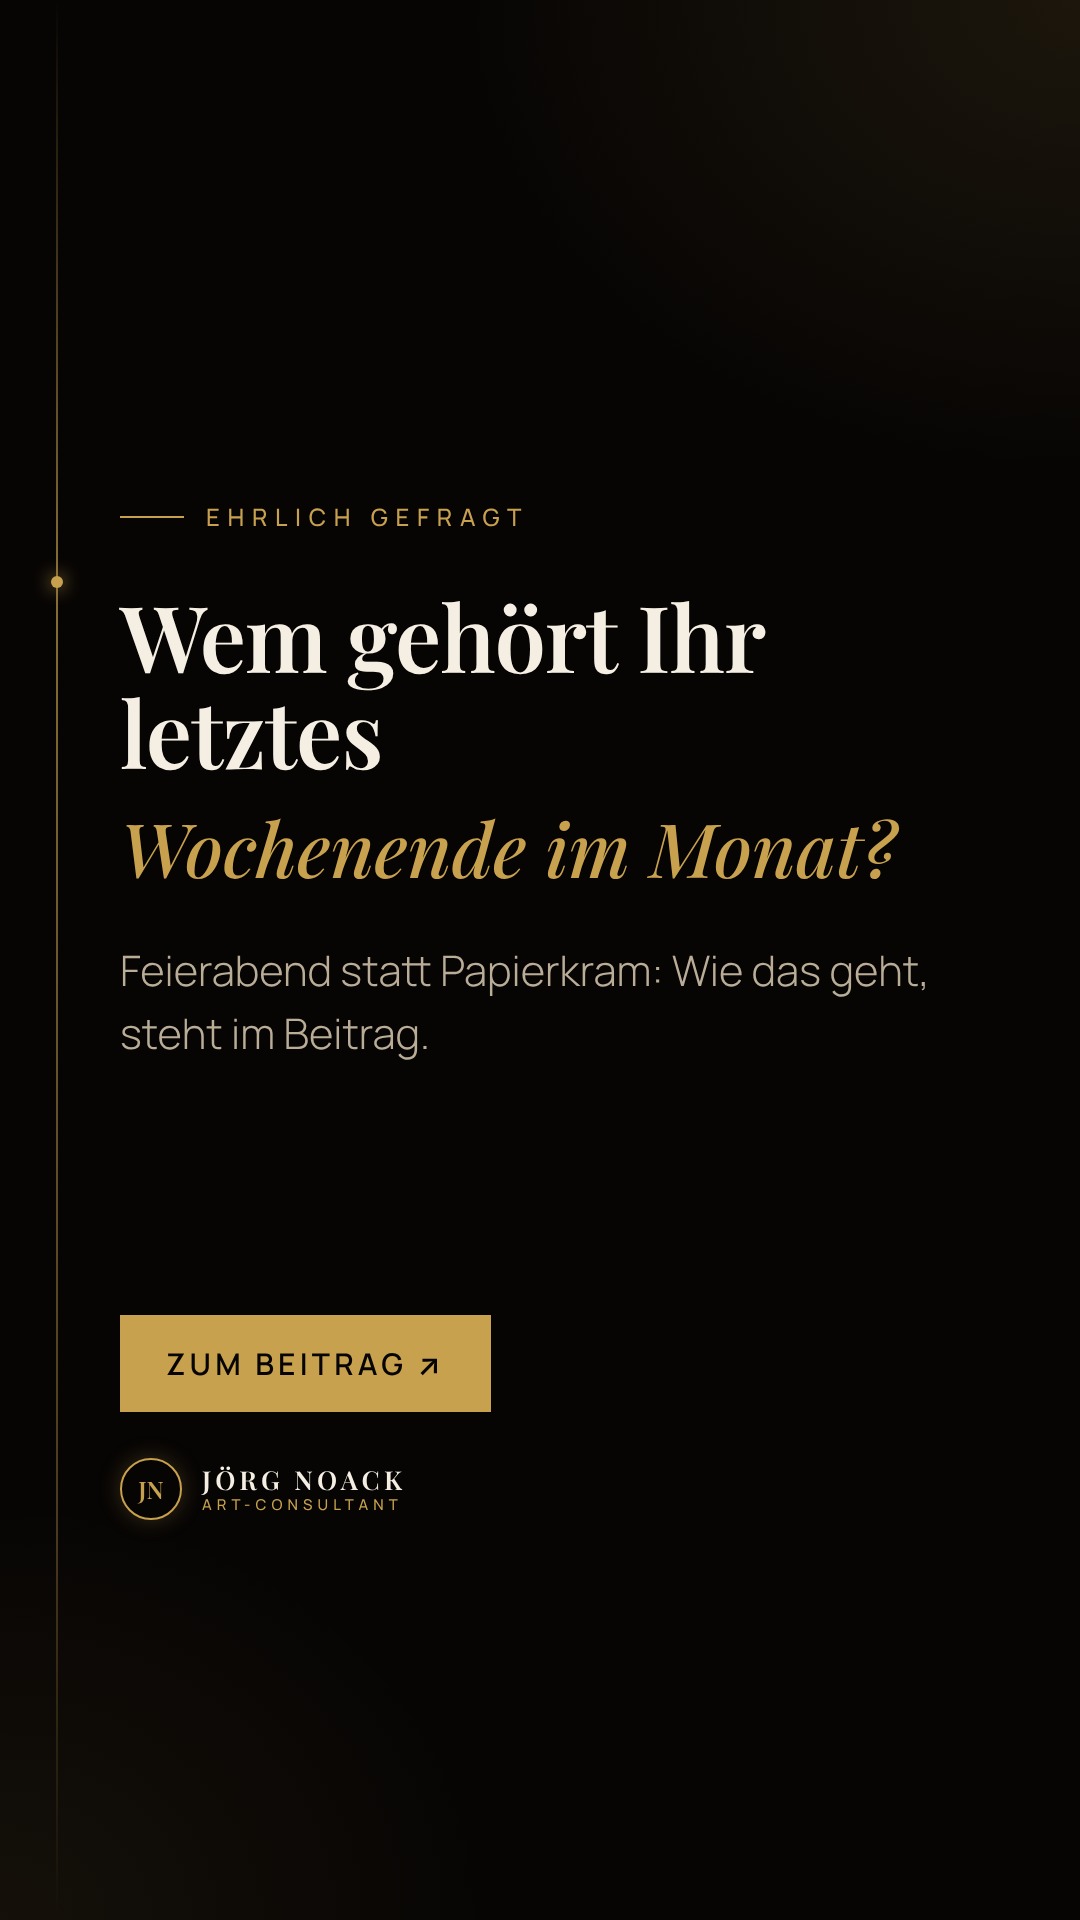 EHRLICH GEFRAGT
Wem gehört Ihr
letztes
Wochenende im Monat?
Feierabend statt Papierkram: Wie das geht,
steht im Beitrag.
ZUM BEITRAG ↗
JN
JÖRG NOACK
ART-CONSULTANT